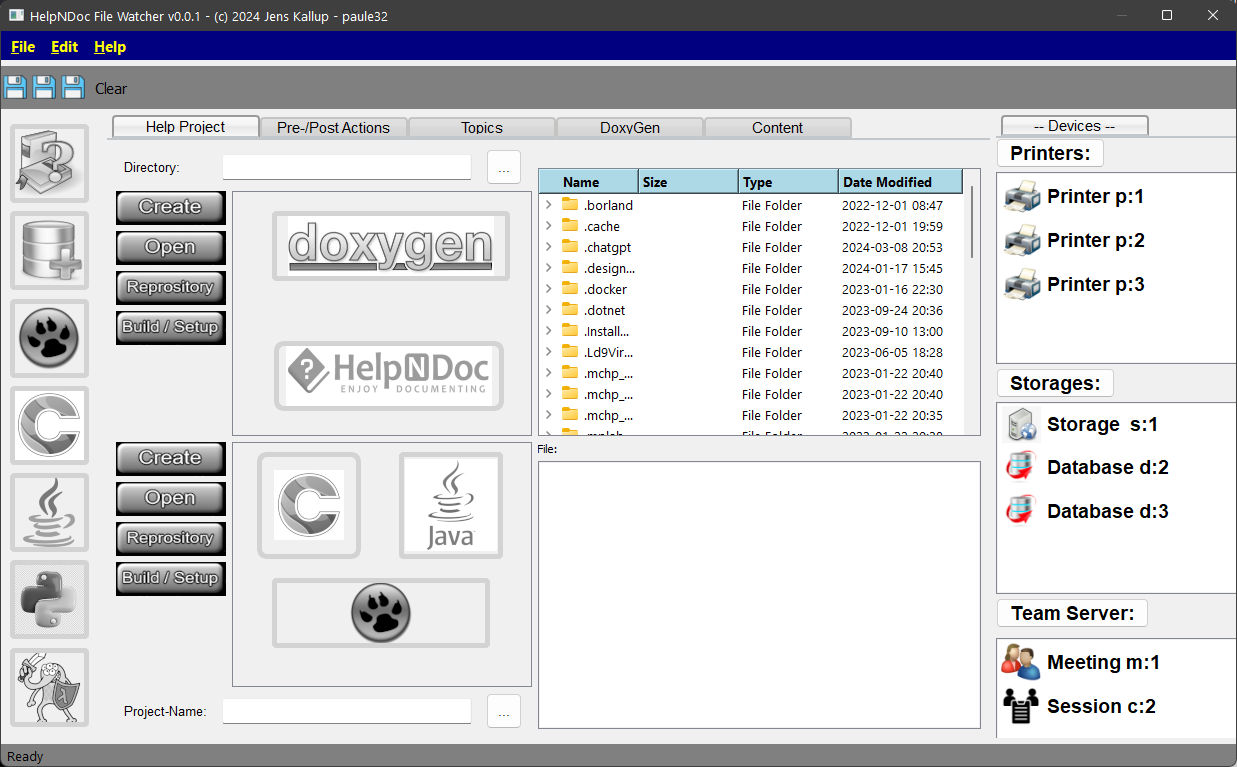 HelpNDoc File Watcher v0.0.1 - (c) 2024 Jens Kallup - paule32
File Edit Help
Clear
Help Project Pre-/Post Actions Topics DoxyGen Content
-- Devices --
Directory: ...
Create
Open
Reprository
Build / Setup
doxygen
? HelpNDoc
ENJOY DOCUMENTING
Name Size Type Date Modified
.borland File Folder 2022-12-01 08:47
.cache File Folder 2022-12-01 19:59
.chatgpt File Folder 2024-03-08 20:53
.design... File Folder 2024-01-17 15:45
.docker File Folder 2023-01-16 22:30
.dotnet File Folder 2023-09-24 20:36
.Install... File Folder 2023-09-10 13:00
.Ld9Vir... File Folder 2023-06-05 18:28
.mchp_... File Folder 2023-01-22 20:40
.mchp_... File Folder 2023-01-22 20:40
.mchp_... File Folder 2023-01-22 20:35
File:
Create
Open
Reprository
Build / Setup
C
Java
Project-Name: ...
Printers:
Printer p:1
Printer p:2
Printer p:3
Storages:
Storage s:1
Database d:2
Database d:3
Team Server:
Meeting m:1
Session c:2
Ready